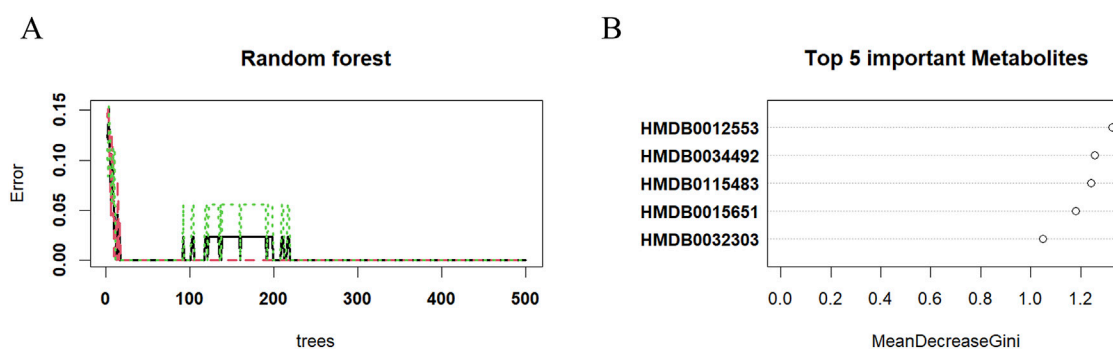 A
Random forest
Error
0.00
0.05
0.10
0.15
0
100
200
300
400
500
trees
B
Top 5 important Metabolites
HMDB0012553
HMDB0034492
HMDB0115483
HMDB0015651
HMDB0032303
0.0
0.2
0.4
0.6
0.8
1.0
1.2
MeanDecreaseGini